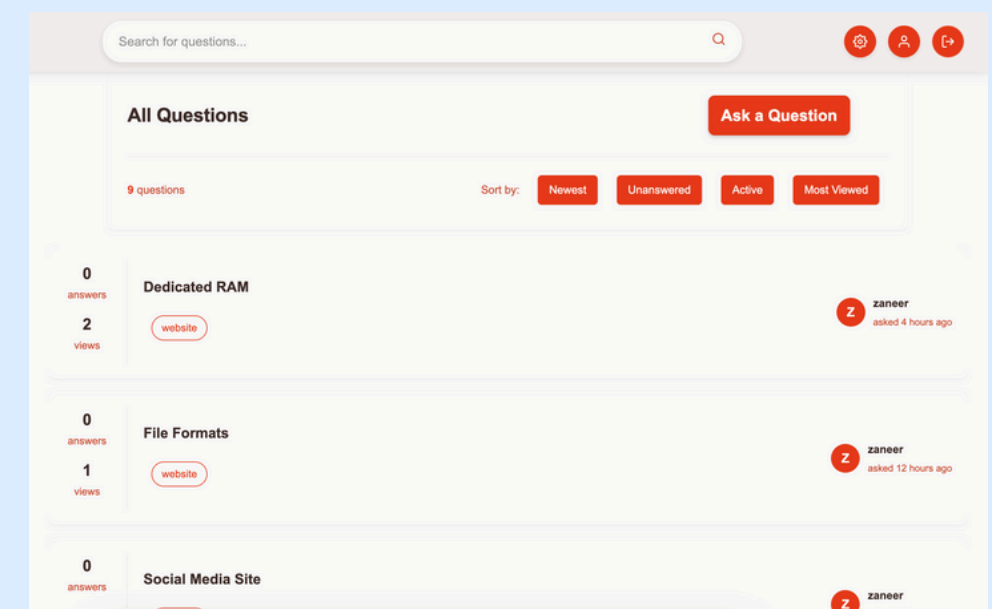 Search for questions...
All Questions
Ask a Question
9 questions
Sort by:
Newest
Unanswered
Active
Most Viewed
0
answers
2
views
Dedicated RAM
website
Z
zaneer
asked 4 hours ago
0
answers
1
views
File Formats
website
Z
zaneer
asked 12 hours ago
0
answers
Social Media Site
Z
zaneer